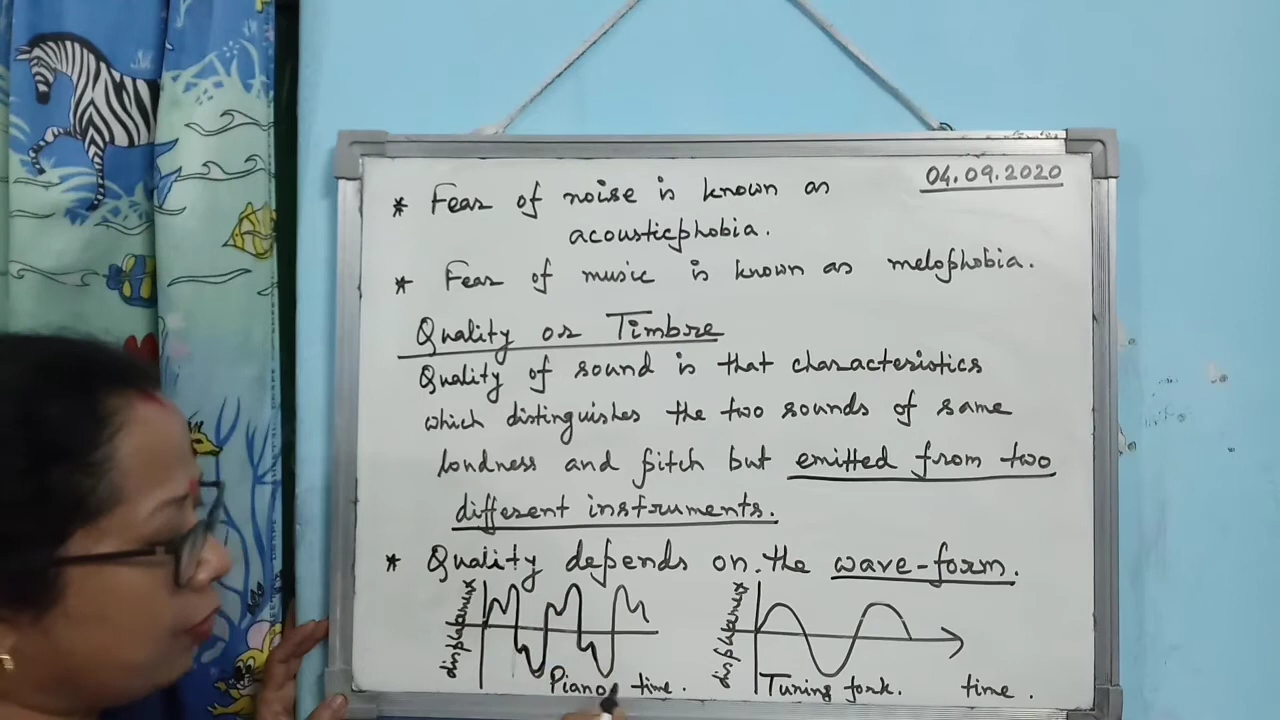 04.09.2020
* Fear of noise is known as
acousticphobia.
* Fear of music is known as melophobia.
Quality or Timbre
Quality of sound is that characteristics
which distinguishes the two sounds of same
loudness and pitch but emitted from two
different instruments.
* Quality depends on the wave-form.
displacement
Piano
time.
displacement
Tuning fork.
time.